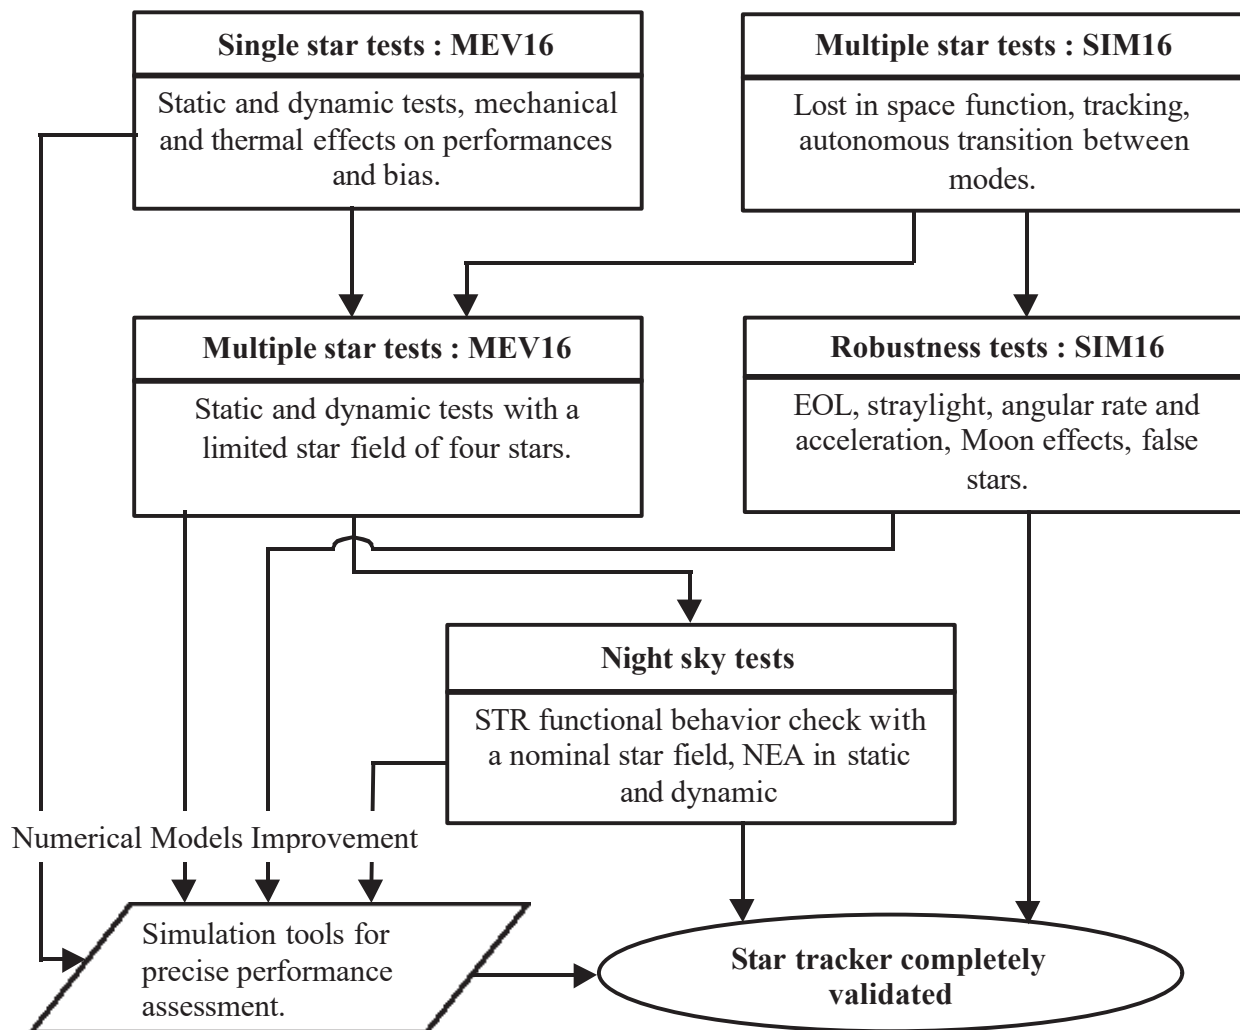 Single star tests : MEV16
Static and dynamic tests, mechanical
and thermal effects on performances
and bias.
Multiple star tests : SIM16
Lost in space function, tracking,
autonomous transition between
modes.
Multiple star tests : MEV16
Static and dynamic tests with a
limited star field of four stars.
Robustness tests : SIM16
EOL, straylight, angular rate and
acceleration, Moon effects, false
stars.
Night sky tests
STR functional behavior check with
a nominal star field, NEA in static
and dynamic
Numerical Models Improvement
Simulation tools for
precise performance
assessment.
Star tracker completely
validated